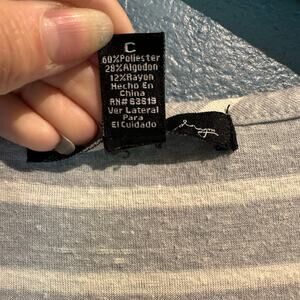 C
60%Poliester
28%Algodon
12%Rayon
Hecho En
China
RN# 63619
Ver Lateral
Para
El Cuidado